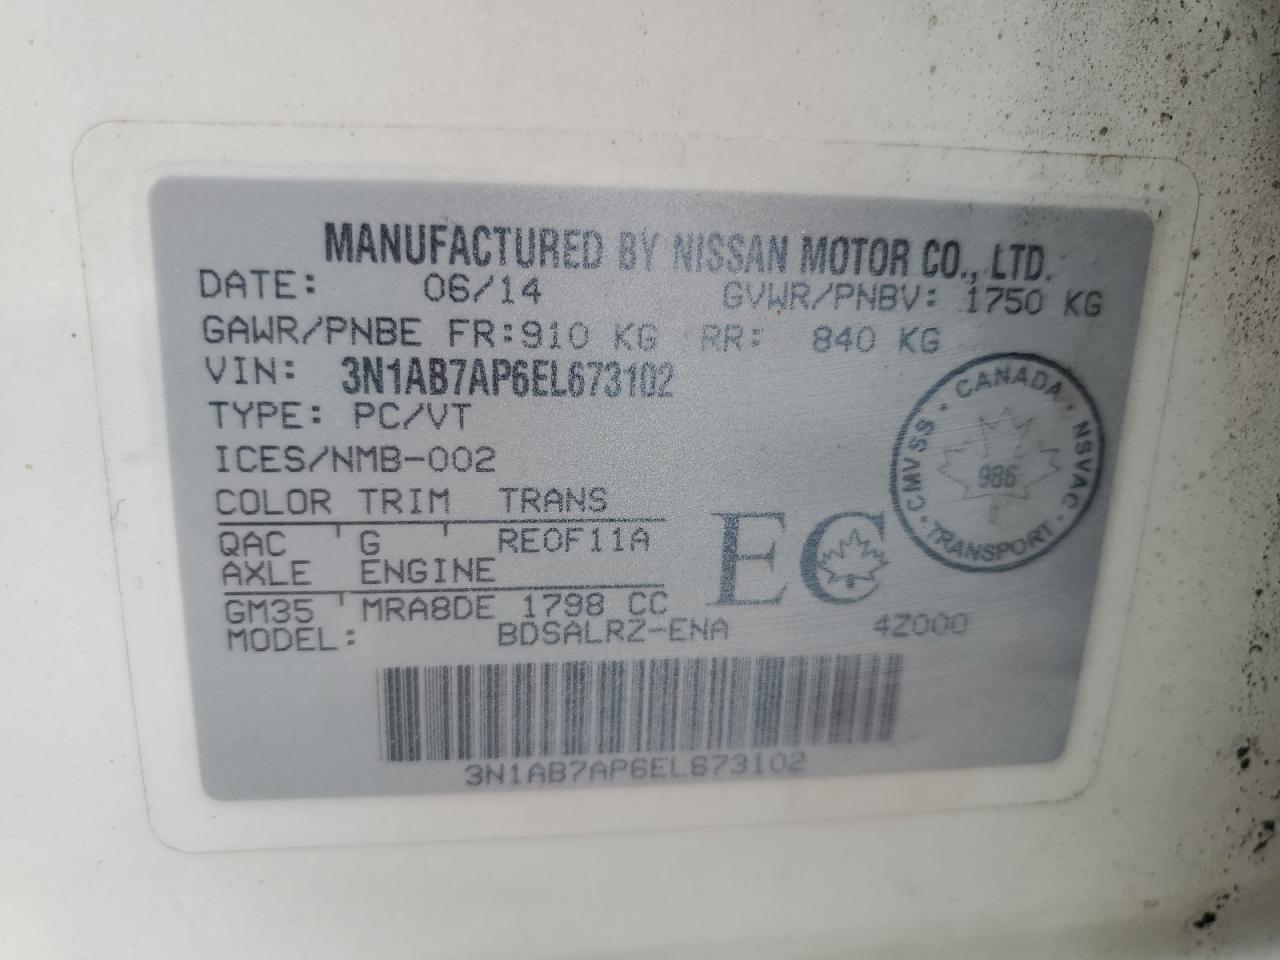 MANUFACTURED BY NISSAN MOTOR CO., LTD.
DATE: 06/14 GVWR/PNBV: 1750 KG
GAWR/PNBE FR:910 KG RR: 840 KG
VIN: 3N1AB7AP6EL673102
TYPE: PC/VT
ICES/NMB-002
COLOR TRIM TRANS
QAC ' G ' RE0F11A
AXLE ENGINE
GM35 ' MRA8DE 1798 CC
MODEL: BDSALRZ-ENA 4Z000
EC
CANADA · NSVAC · TRANSPORT · CMVSS ·
986
3N1AB7AP6EL673102